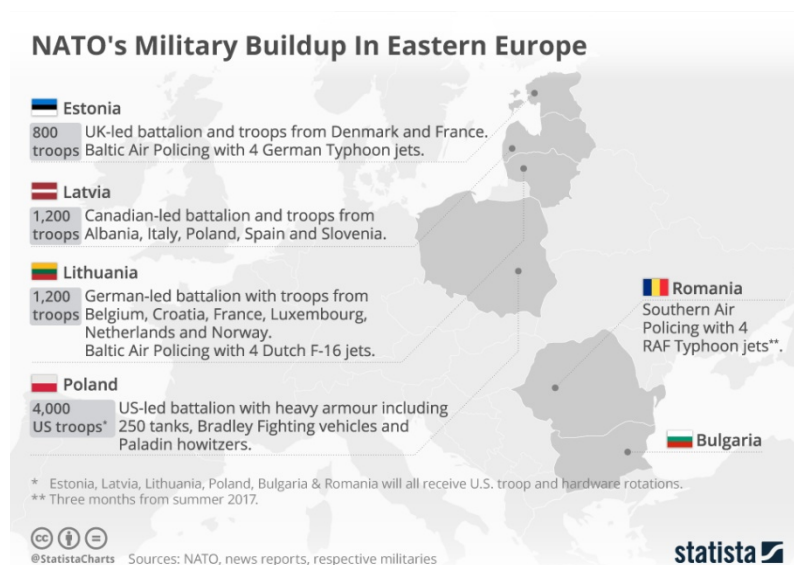 NATO's Military Buildup In Eastern Europe
Estonia
800 troops
UK-led battalion and troops from Denmark and France.
Baltic Air Policing with 4 German Typhoon jets.
Latvia
1,200 troops
Canadian-led battalion and troops from
Albania, Italy, Poland, Spain and Slovenia.
Lithuania
1,200 troops
German-led battalion with troops from
Belgium, Croatia, France, Luxembourg,
Netherlands and Norway.
Baltic Air Policing with 4 Dutch F-16 jets.
Poland
4,000
US troops*
US-led battalion with heavy armour including
250 tanks, Bradley Fighting vehicles and
Paladin howitzers.
Romania
Southern Air
Policing with 4
RAF Typhoon jets**.
Bulgaria
* Estonia, Latvia, Lithuania, Poland, Bulgaria & Romania will all receive U.S. troop and hardware rotations.
** Three months from summer 2017.
cc
@StatistaCharts Sources: NATO, news reports, respective militaries
statista